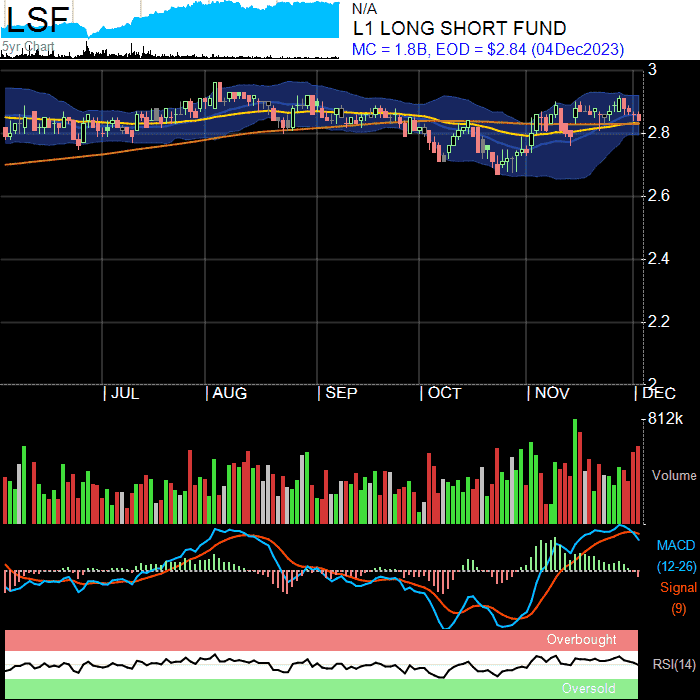 LSF
5yr Chart
N/A
L1 LONG SHORT FUND
MC = 1.8B, EOD = $2.84 (04Dec2023)
3
2.8
2.6
2.4
2.2
2
JUL AUG SEP OCT NOV DEC
812k
Volume
MACD
(12-26)
Signal
(9)
Overbought
RSI(14)
Oversold